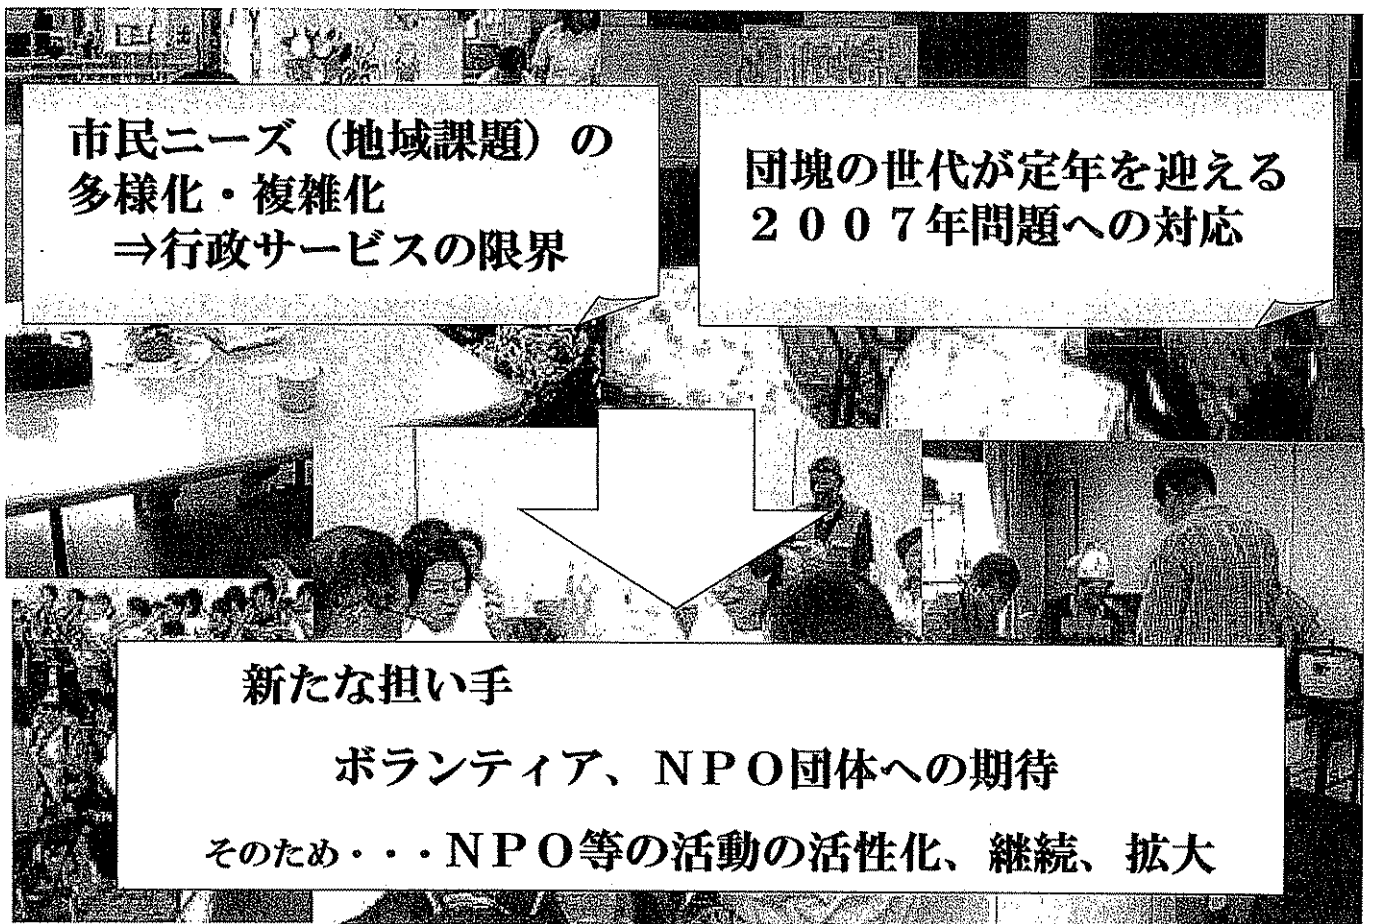 市民ニーズ（地域課題）の
多様化・複雑化
⇒行政サービスの限界
団塊の世代が定年を迎える
２００７年問題への対応
新たな担い手
ボランティア、ＮＰＯ団体への期待
そのため・・・ＮＰＯ等の活動の活性化、継続、拡大